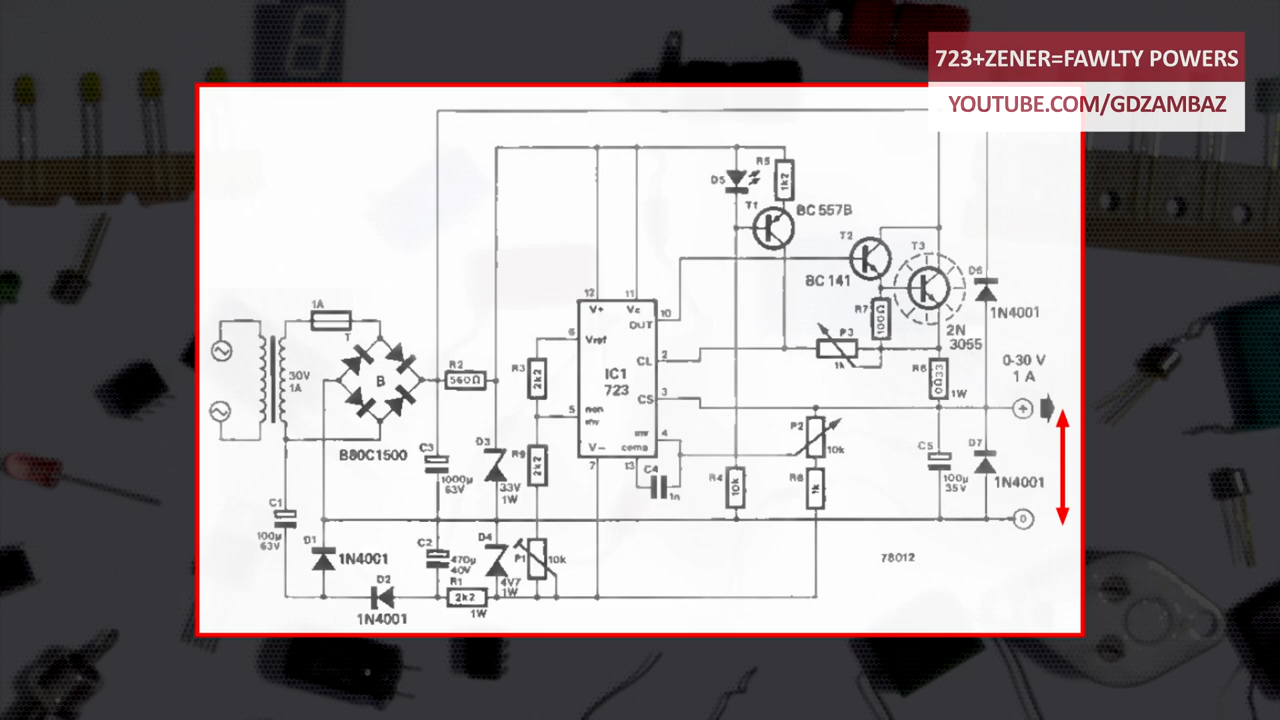 723+ZENER=FAWLTY POWERS
YOUTUBE.COM/GDZAMBAZ
R5
1k2
D5
T1
BC 557B
T2
BC 141
T3
D6
1N4001
R7
100Ω
2N
3055
12
V+
11
Vc
OUT
10
1A
T
30V
1A
B
B80C1500
R2
560Ω
R3
2k2
6
Vref
CL
2
IC1
723
CS
3
5
non
inv
inv
4
V−
comp
7
13
C4
1n
P3
1k
R6
0Ω33
1W
0-30 V
1 A
+
P2
10k
R9
2k2
R4
10k
R8
1k
C3
1000µ
63V
D3
33V
1W
C5
100µ
35V
D7
1N4001
0
C1
100µ
63V
D1
1N4001
C2
470µ
40V
D4
4V7
1W
P1
10k
D2
1N4001
R1
2k2
1W
78012